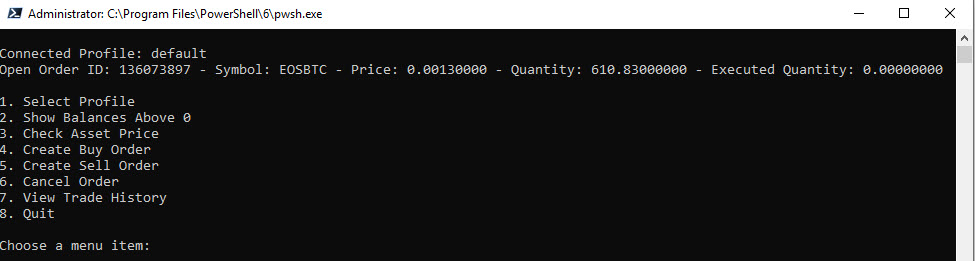 Administrator: C:\Program Files\PowerShell\6\pwsh.exe
Connected Profile: default
Open Order ID: 136073897 - Symbol: EOSBTC - Price: 0.00130000 - Quantity: 610.83000000 - Executed Quantity: 0.00000000
1. Select Profile
2. Show Balances Above 0
3. Check Asset Price
4. Create Buy Order
5. Create Sell Order
6. Cancel Order
7. View Trade History
8. Quit
Choose a menu item: